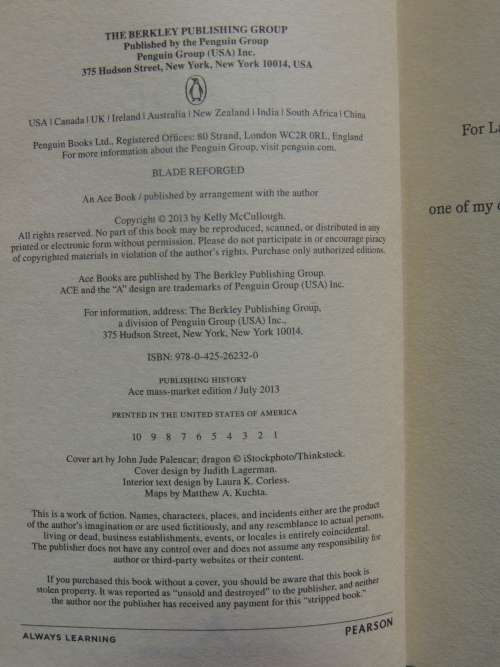 THE BERKLEY PUBLISHING GROUP
Published by the Penguin Group
Penguin Group (USA) Inc.
375 Hudson Street, New York, New York 10014, USA
USA | Canada | UK | Ireland | Australia | New Zealand | India | South Africa | China
Penguin Books Ltd., Registered Offices: 80 Strand, London WC2R 0RL, England
For more information about the Penguin Group, visit penguin.com.
BLADE REFORGED
An Ace Book / published by arrangement with the author
Copyright © 2013 by Kelly McCullough.
All rights reserved. No part of this book may be reproduced, scanned, or distributed in any
printed or electronic form without permission. Please do not participate in or encourage piracy
of copyrighted materials in violation of the author's rights. Purchase only authorized editions.
Ace Books are published by The Berkley Publishing Group.
ACE and the "A" design are trademarks of Penguin Group (USA) Inc.
For information, address: The Berkley Publishing Group,
a division of Penguin Group (USA) Inc.,
375 Hudson Street, New York, New York 10014.
ISBN: 978-0-425-26232-0
PUBLISHING HISTORY
Ace mass-market edition / July 2013
PRINTED IN THE UNITED STATES OF AMERICA
10 9 8 7 6 5 4 3 2 1
Cover art by John Jude Palencar; dragon © iStockphoto/Thinkstock.
Cover design by Judith Lagerman.
Interior text design by Laura K. Corless.
Maps by Matthew A. Kuchta.
This is a work of fiction. Names, characters, places, and incidents either are the product
of the author's imagination or are used fictitiously, and any resemblance to actual persons,
living or dead, business establishments, events, or locales is entirely coincidental.
The publisher does not have any control over and does not assume any responsibility for
author or third-party websites or their content.
If you purchased this book without a cover, you should be aware that this book is
stolen property. It was reported as "unsold and destroyed" to the publisher, and neither
the author nor the publisher has received any payment for this "stripped book."
ALWAYS LEARNING
PEARSON
For
one of my